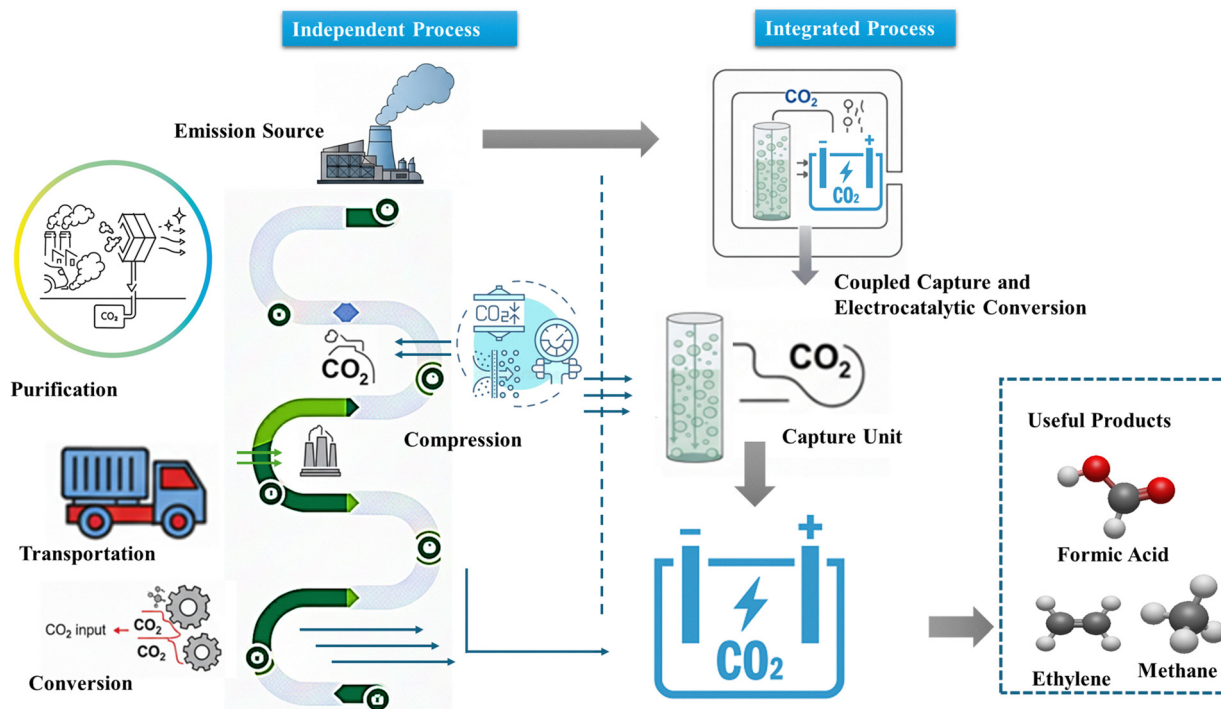 Independent Process
Integrated Process
Emission Source
CO₂
- +
CO₂
Coupled Capture and
Electrocatalytic Conversion
CO₂
Purification
CO₂
CO₂
Compression
CO₂
Capture Unit
Transportation
CO₂ input
CO₂
CO₂
Conversion
- +
CO₂
Useful Products
Formic Acid
Ethylene
Methane